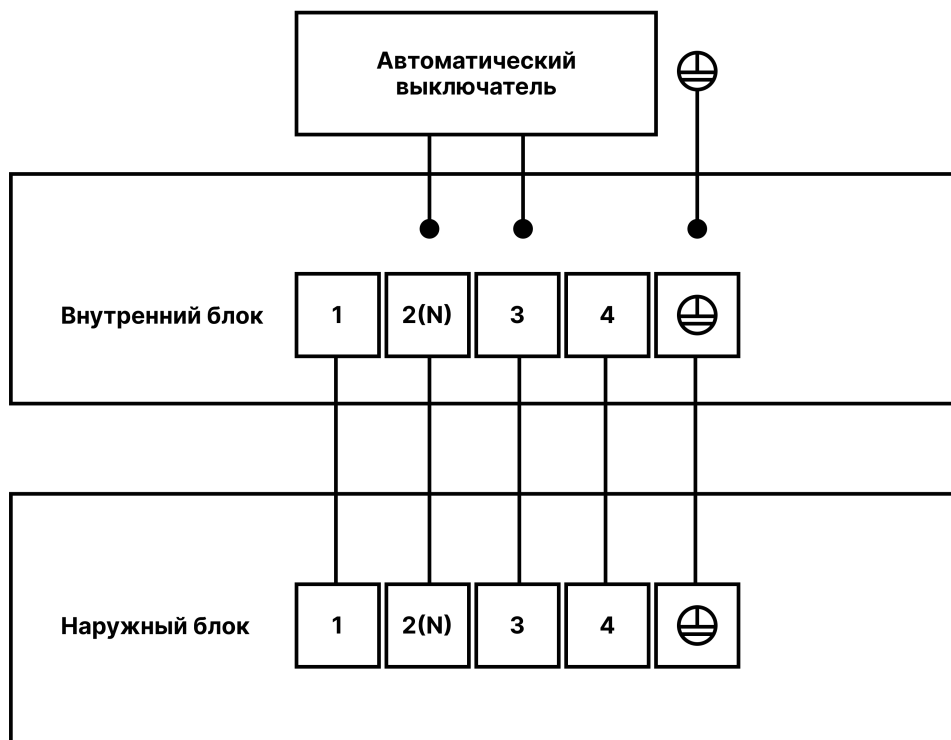 Автоматический
выключатель
Внутренний блок 1 2(N) 3 4
Наружный блок 1 2(N) 3 4